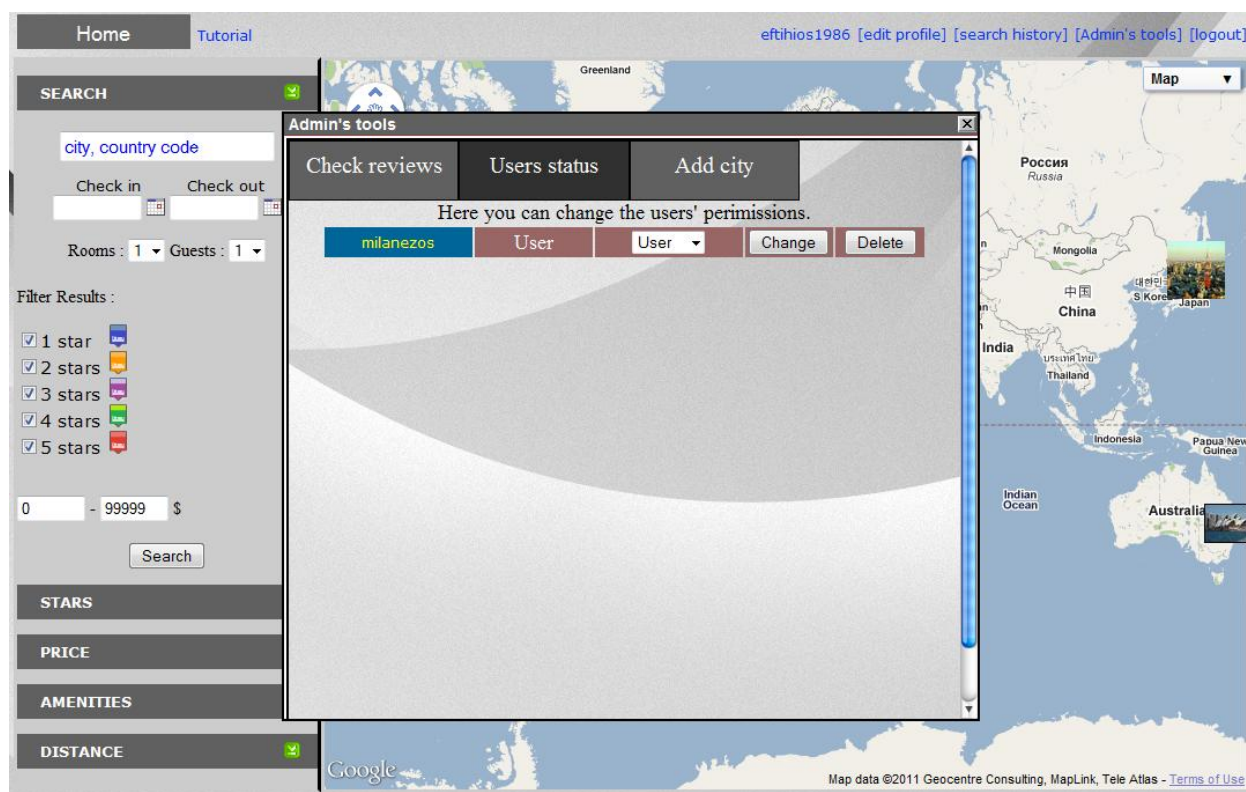 Home
Tutorial
eftihios1986 [edit profile] [search history] [Admin's tools] [logout]
SEARCH
city, country code
Check in Check out
Rooms : 1 Guests : 1
Filter Results :
1 star
2 stars
3 stars
4 stars
5 stars
0 - 99999 $
Search
STARS
PRICE
AMENITIES
DISTANCE
Admin's tools
Check reviews Users status Add city
Here you can change the users' perimissions.
milanezos User User Change Delete
Greenland
Map
Россия
Russia
Mongolia
中国
China
S Korea
Japan
India
Thailand
Indonesia
Papua New
Guinea
Indian
Ocean
Australia
Google
Map data ©2011 Geocentre Consulting, MapLink, Tele Atlas - Terms of Use